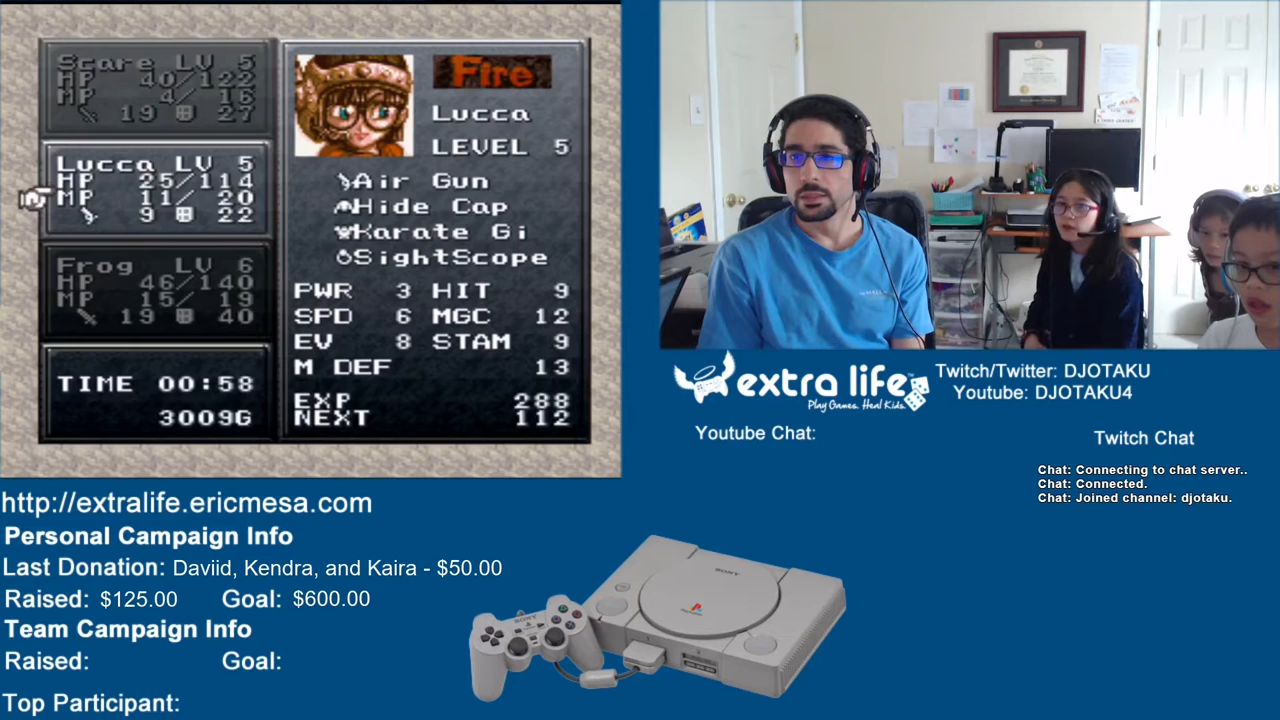 Scare LV 5
HP 40/122
MP 4/ 16
19 27
Lucca LV 5
HP 25/114
MP 11/ 20
9 22
Frog LV 6
HP 46/140
MP 15/ 19
19 40
TIME 00:58
3009G
Fire
Lucca
LEVEL 5
Air Gun
Hide Cap
Karate Gi
SightScope
PWR 3 HIT 9
SPD 6 MGC 12
EV 8 STAM 9
M DEF 13
EXP 288
NEXT 112
extra life
Play Games. Heal Kids.
Twitch/Twitter: DJOTAKU
Youtube: DJOTAKU4
Youtube Chat:
Twitch Chat
Chat: Connecting to chat server..
Chat: Connected.
Chat: Joined channel: djotaku.
http://extralife.ericmesa.com
Personal Campaign Info
Last Donation: Daviid, Kendra, and Kaira - $50.00
Raised: $125.00 Goal: $600.00
Team Campaign Info
Raised: Goal:
Top Participant:
SONY
SONY